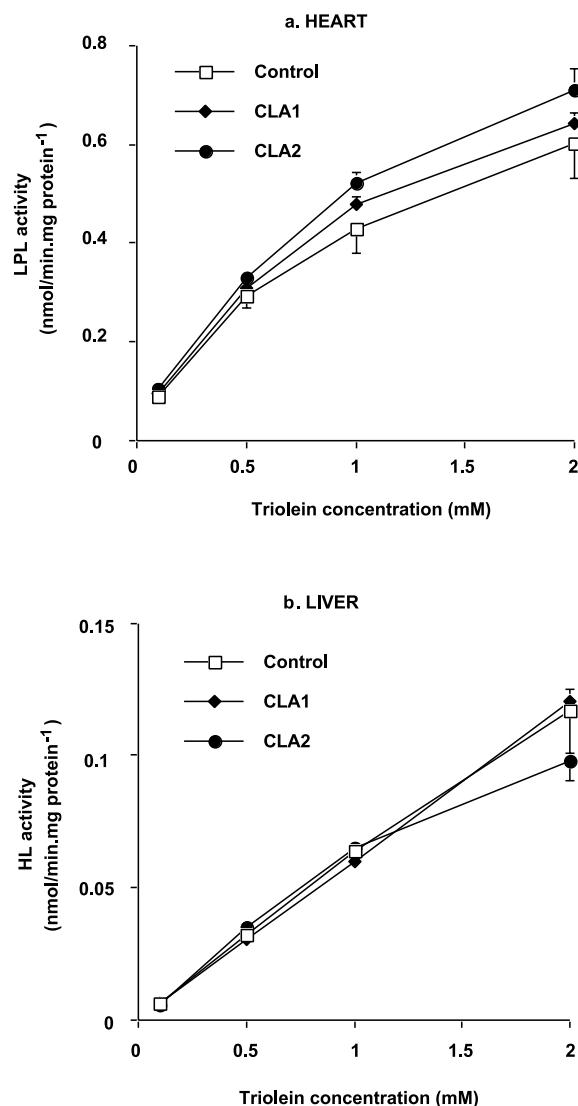 a. HEART
0.8
0.6
0.4
0.2
0
LPL activity
(nmol/min.mg protein⁻¹)
Control
CLA1
CLA2
0 0.5 1 1.5 2
Triolein concentration (mM)
b. LIVER
0.15
0.1
0.05
0
HL activity
(nmol/min.mg protein⁻¹)
Control
CLA1
CLA2
0 0.5 1 1.5 2
Triolein concentration (mM)